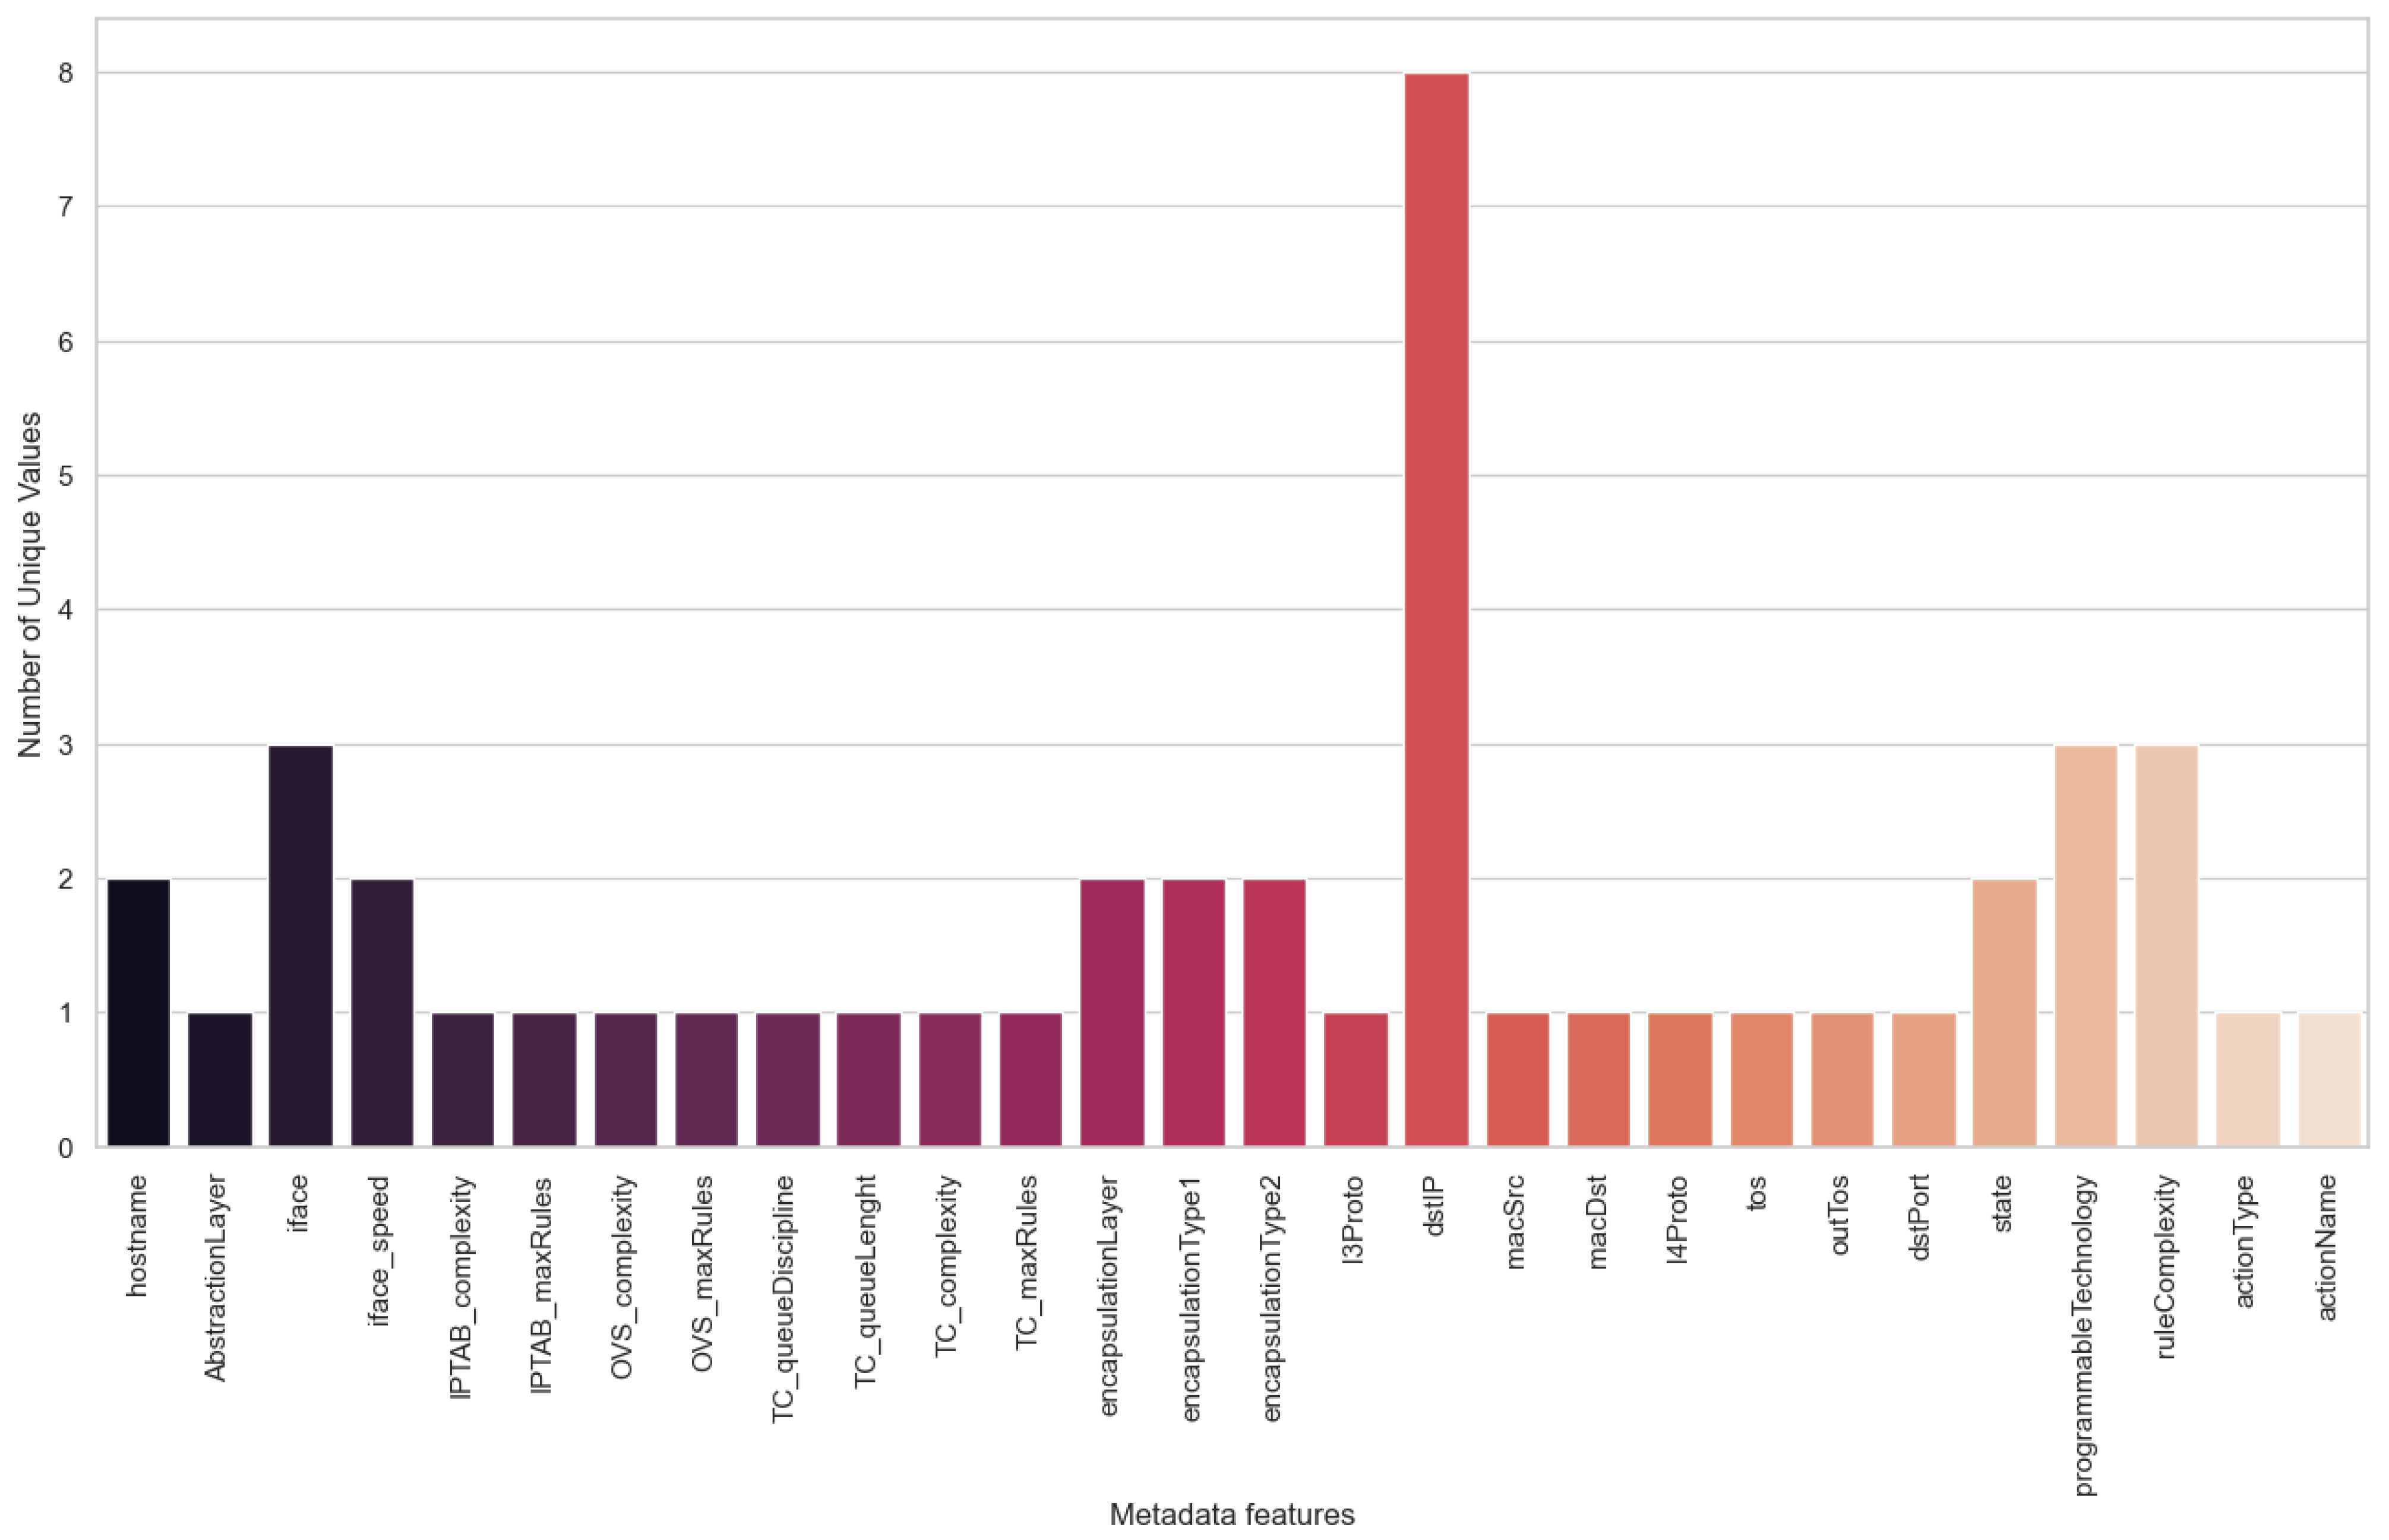 8
7
6
5
4
3
2
1
0
Number of Unique Values
hostname
AbstractionLayer
iface
iface_speed
IPTAB_complexity
IPTAB_maxRules
OVS_complexity
OVS_maxRules
TC_queueDiscipline
TC_queueLenght
TC_complexity
TC_maxRules
encapsulationLayer
encapsulationType1
encapsulationType2
l3Proto
dstIP
macSrc
macDst
l4Proto
tos
outTos
dstPort
state
programmableTechnology
ruleComplexity
actionType
actionName
Metadada features